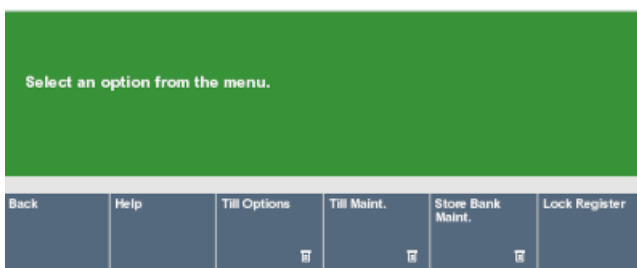 Select an option from the menu.
Back
Help
Till Options
Till Maint.
Store Bank
Maint.
Lock Register